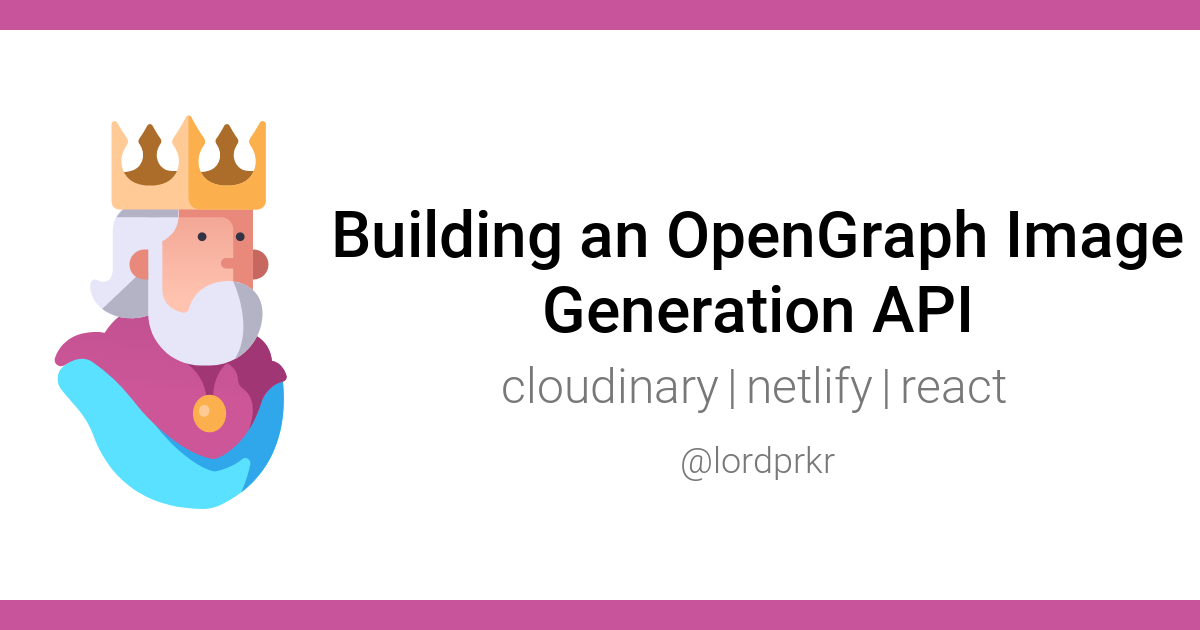 Building an OpenGraph Image
Generation API
cloudinary | netlify | react
@lordprkr